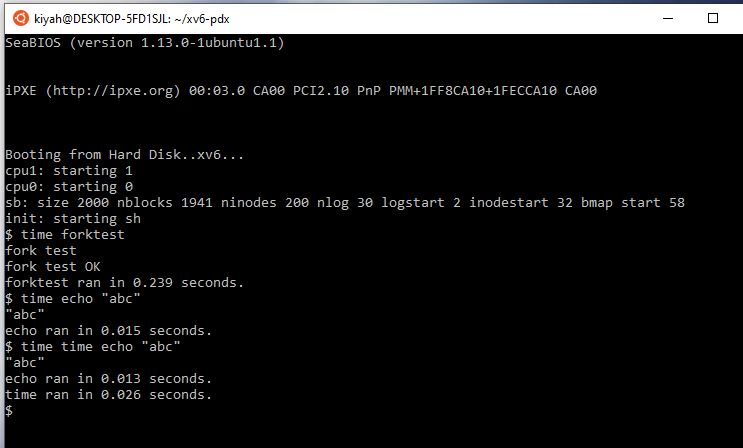 kiyah@DESKTOP-5FD1SJL: ~/xv6-pdx
SeaBIOS (version 1.13.0-1ubuntu1.1)
iPXE (http://ipxe.org) 00:03.0 CA00 PCI2.10 PnP PMM+1FF8CA10+1FECCA10 CA00
Booting from Hard Disk..xv6...
cpu1: starting 1
cpu0: starting 0
sb: size 2000 nblocks 1941 ninodes 200 nlog 30 logstart 2 inodestart 32 bmap start 58
init: starting sh
$ time forktest
fork test
fork test OK
forktest ran in 0.239 seconds.
$ time echo "abc"
"abc"
echo ran in 0.015 seconds.
$ time time echo "abc"
"abc"
echo ran in 0.013 seconds.
time ran in 0.026 seconds.
$